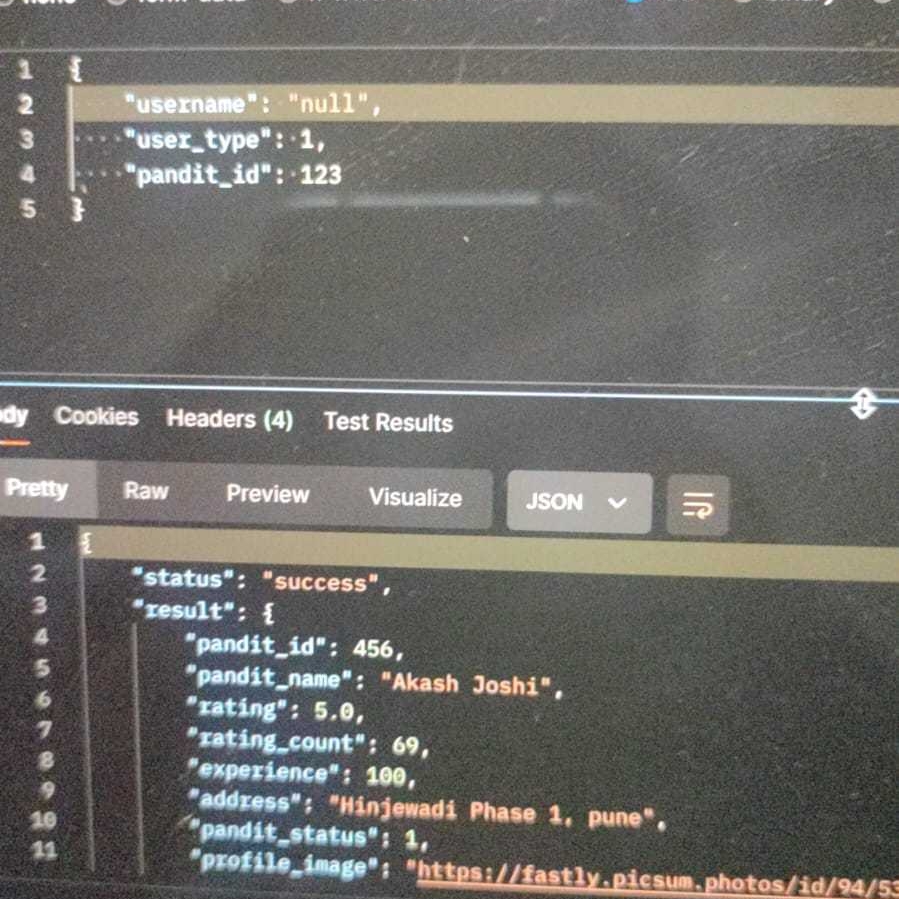 1 {
2 "username": "null",
3 "user_type": 1,
4 "pandit_id": 123
5 }
Cookies Headers (4) Test Results
Pretty Raw Preview Visualize JSON
1 {
2 "status": "success",
3 "result": {
4 "pandit_id": 456,
5 "pandit_name": "Akash Joshi",
6 "rating": 5.0,
7 "rating_count": 69,
8 "experience": 100,
9 "address": "Hinjewadi Phase 1, pune",
10 "pandit_status": 1,
11 "profile_image": "https://fastly.picsum.photos/id/94/53